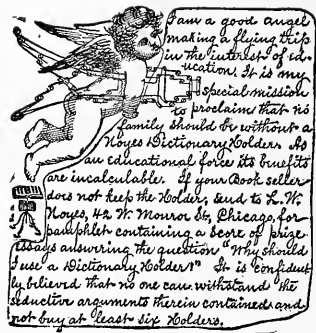 I am a good angel
making a flying trip
in the interest of ed-
ucation. It is my
special mission
to proclaim that no
family should be without a
Noyes Dictionary Holder. As
an educational force its benefits
are incalculable. If your Book seller
does not keep the Holder, send to L. W.
Noyes, 42 W. Monroe St., Chicago, for
pamphlet containing a score of prize
essays answering the question "Why should
I use a Dictionary Holder?" It is confident-
ly believed that no one can withstand the
seductive arguments therein contained and
not buy at least six Holders.